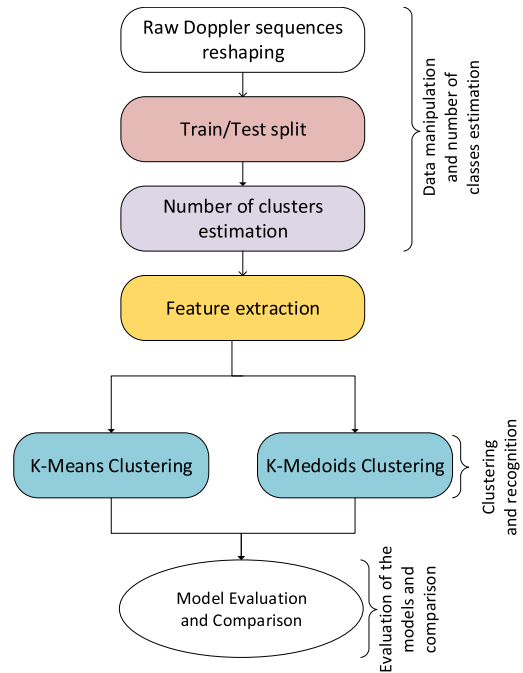 Raw Doppler sequences
reshaping
Train/Test split
Number of clusters
estimation
Data manipulation
and number of
classes estimation
Feature extraction
K-Means Clustering
K-Medoids Clustering
Clustering
and recognition
Model Evaluation
and Comparison
Evaluation of the
models and
comparison